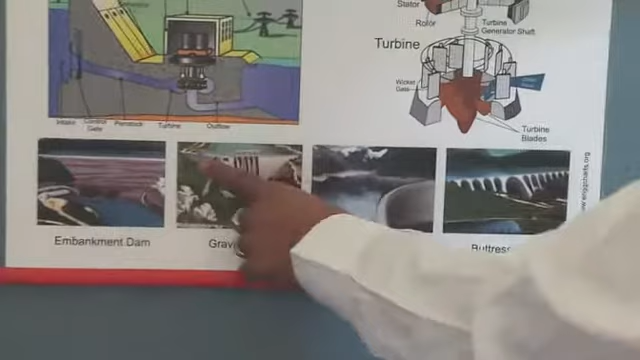 Stator
Rotor
Turbine
Generator Shaft
Turbine
Wicket
Gate
Intake
Control
Gate
Penstock
Turbine
Outflow
Turbine
Blades
Embankment Dam
Grav
Buttress